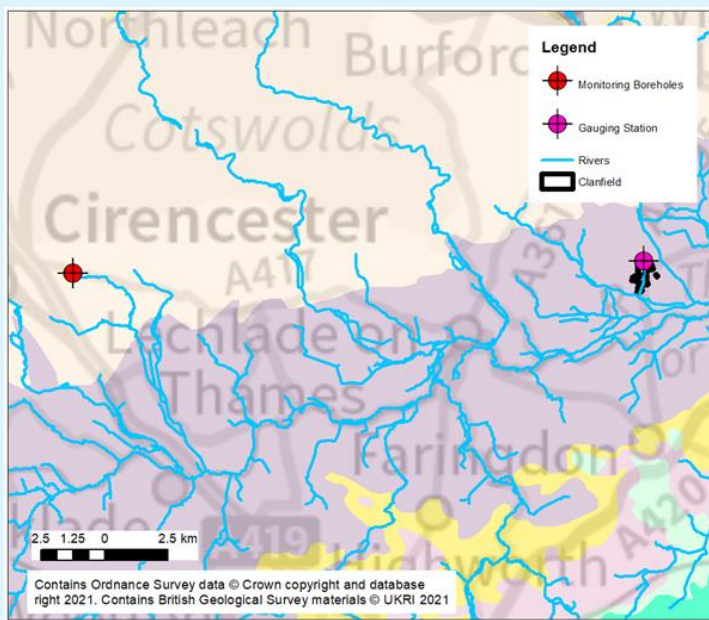 Northleach
Burford
Cotswolds
Cirencester
A417
A361
Lechlade on
Thames
Faringdon
A419
Highworth
A420
Legend
Monitoring Boreholes
Gauging Station
Rivers
Clanfield
2.5 1.25 0 2.5 km
Contains Ordnance Survey data © Crown copyright and database
right 2021. Contains British Geological Survey materials © UKRI 2021